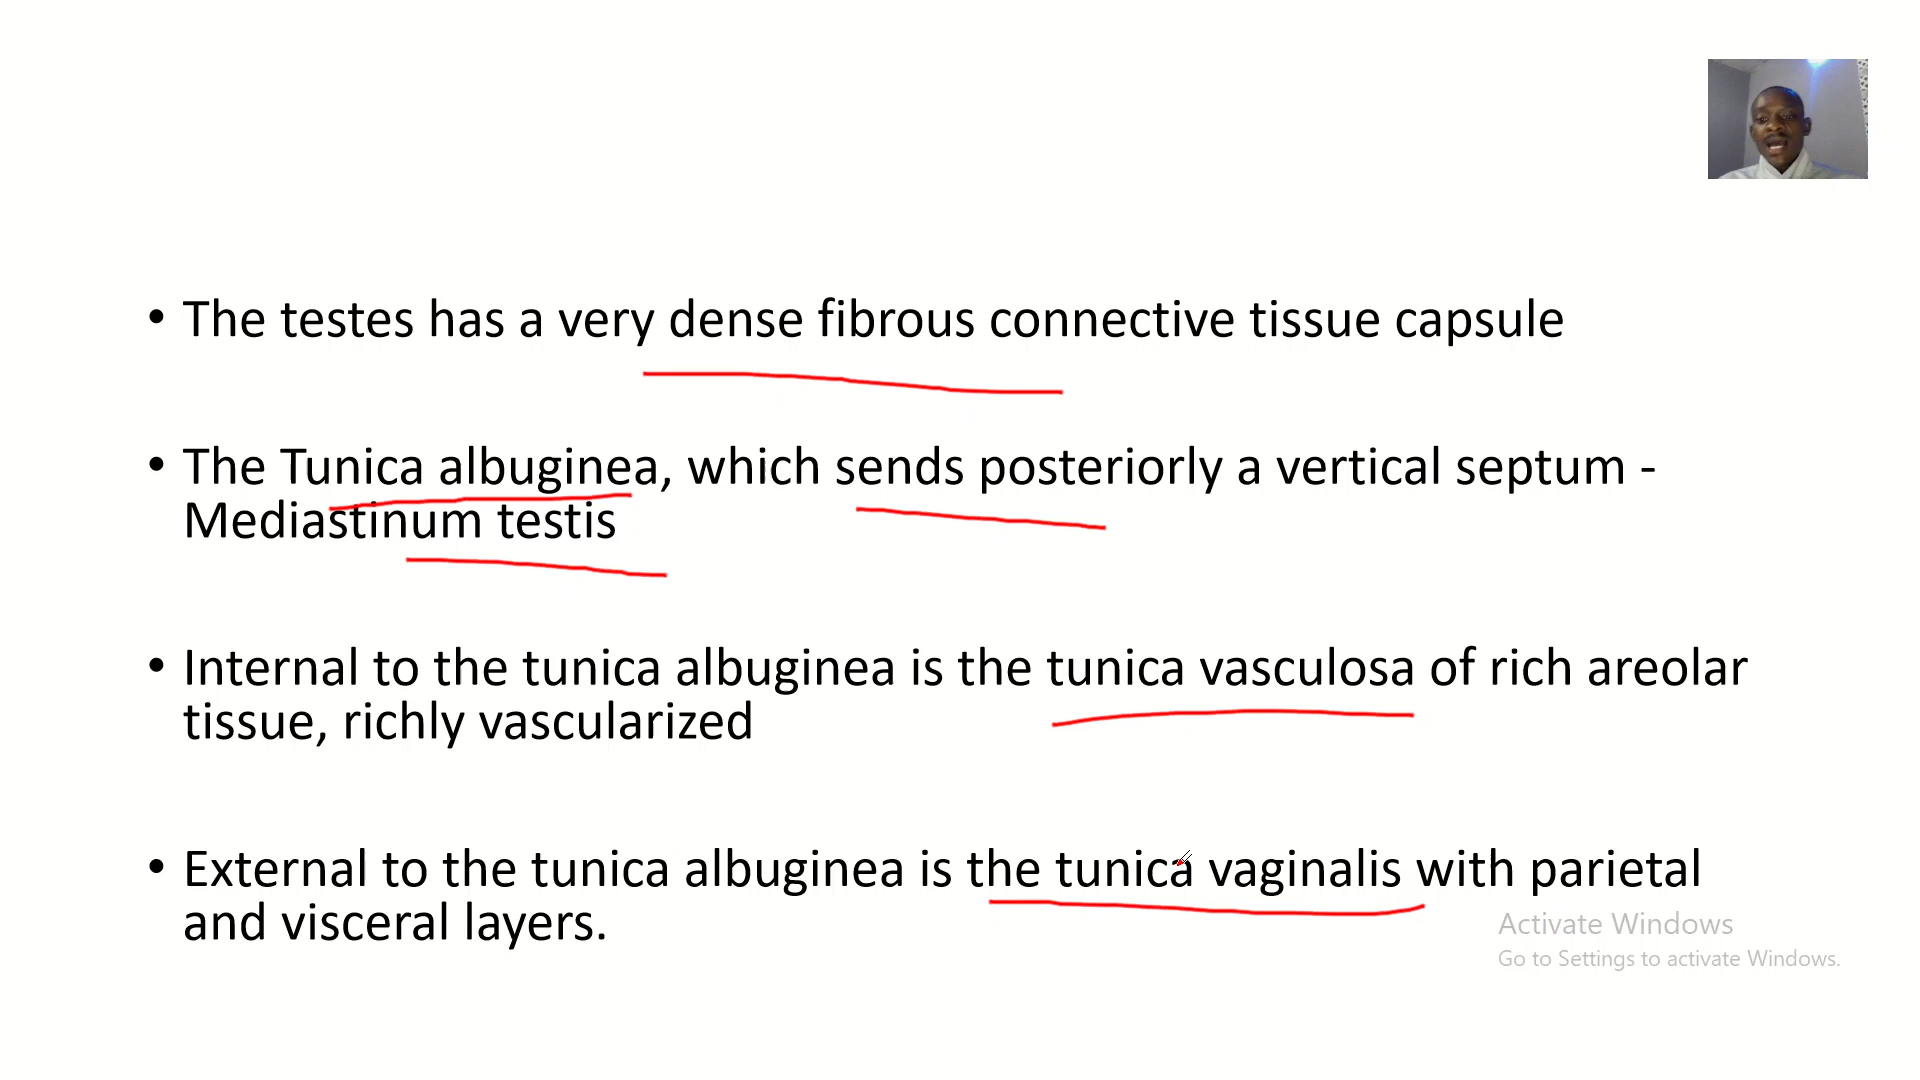 • The testes has a very dense fibrous connective tissue capsule
• The Tunica albuginea, which sends posteriorly a vertical septum -
Mediastinum testis
• Internal to the tunica albuginea is the tunica vasculosa of rich areolar
tissue, richly vascularized
• External to the tunica albuginea is the tunica vaginalis with parietal
and visceral layers.
Activate Windows
Go to Settings to activate Windows.